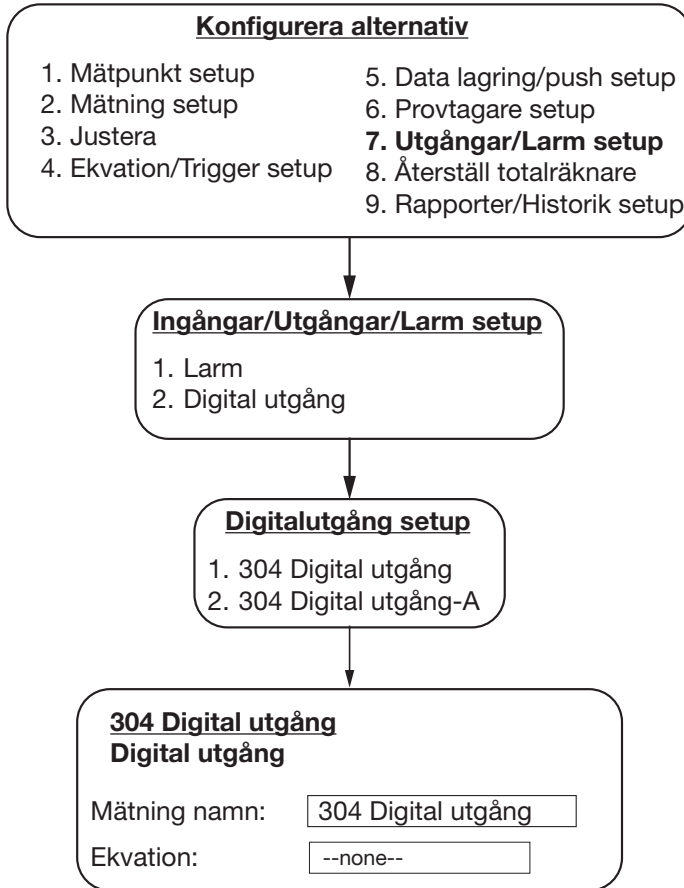 Konfigurera alternativ
1. Mätpunkt setup
2. Mätning setup
3. Justera
4. Ekvation/Trigger setup
5. Data lagring/push setup
6. Provtagare setup
7. Utgångar/Larm setup
8. Återställ totalräknare
9. Rapporter/Historik setup
Ingångar/Utgångar/Larm setup
1. Larm
2. Digital utgång
Digitalutgång setup
1. 304 Digital utgång
2. 304 Digital utgång-A
304 Digital utgång
Digital utgång
Mätning namn: 304 Digital utgång
Ekvation: --none--